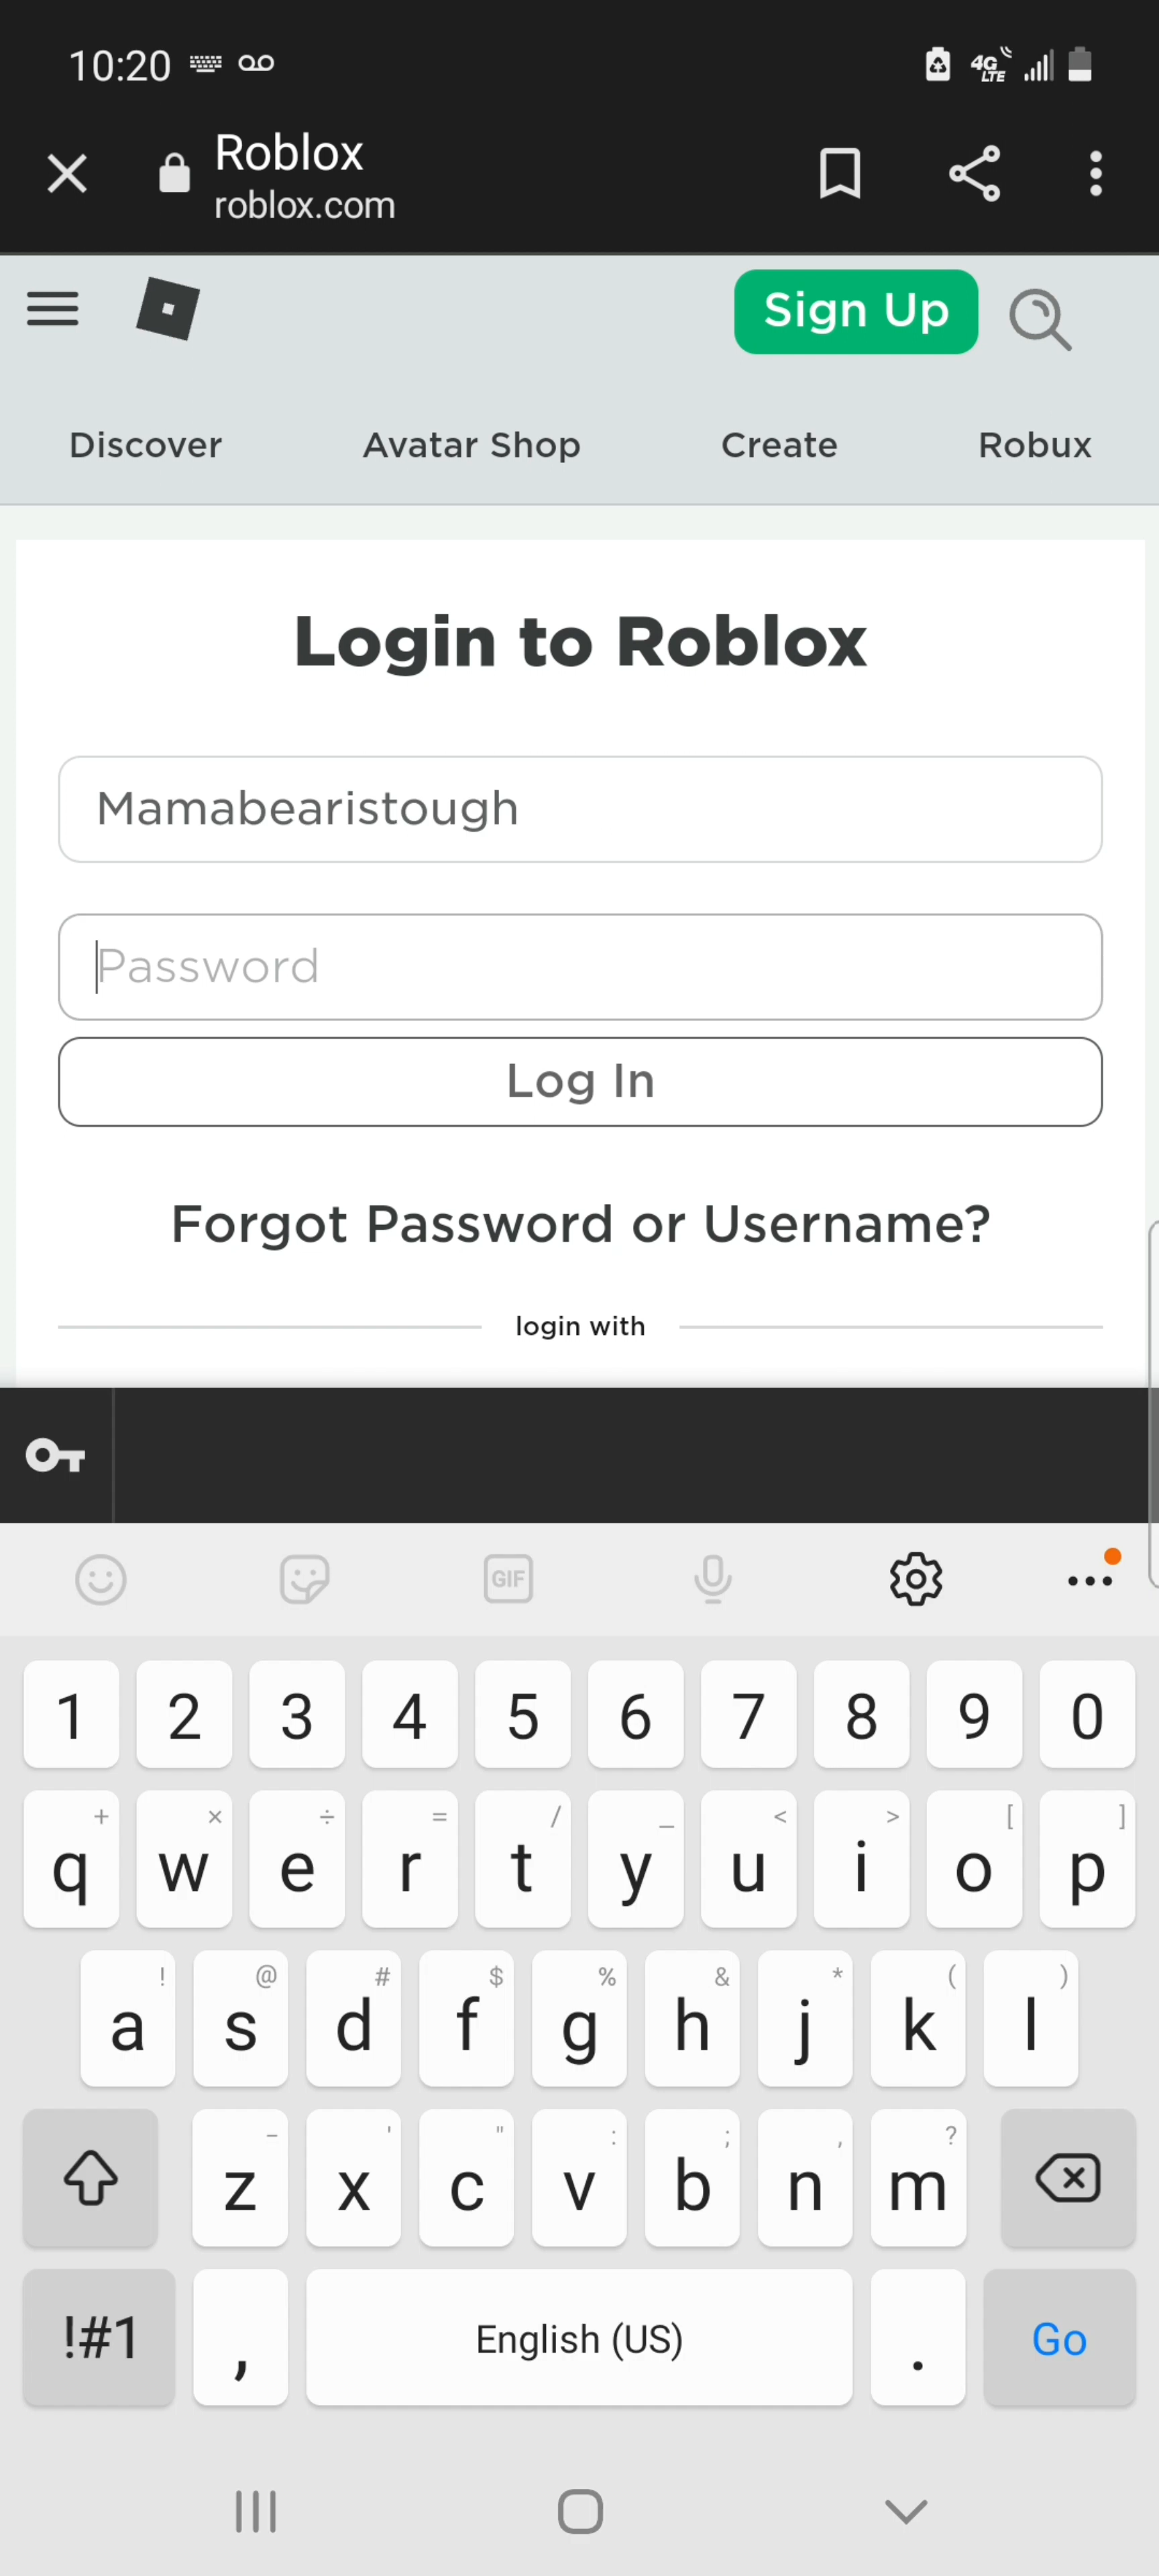 10:20
4G LTE
Roblox
roblox.com
Sign Up
Discover Avatar Shop Create Robux
Login to Roblox
Mamabearistough
Password
Log In
Forgot Password or Username?
login with
GIF
1 2 3 4 5 6 7 8 9 0
+ × ÷ = / _ < > [ ]
q w e r t y u i o p
! @ # $ % & * ( )
a s d f g h j k l
- ' " : ; , ?
z x c v b n m
!#1 , English (US) . Go